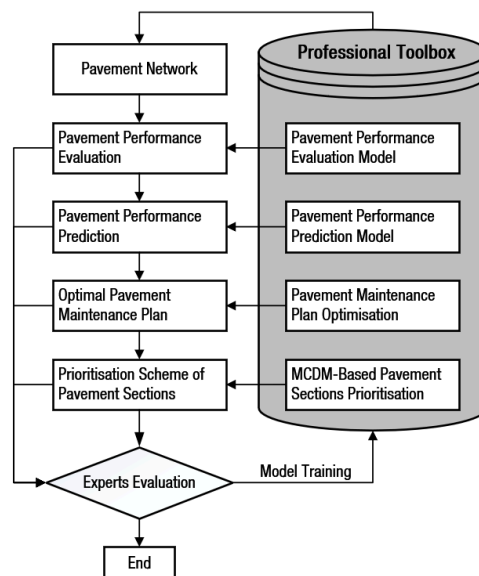 Professional Toolbox
Pavement Network
Pavement Performance
Evaluation
Pavement Performance
Evaluation Model
Pavement Performance
Prediction
Pavement Performance
Prediction Model
Optimal Pavement
Maintenance Plan
Pavement Maintenance
Plan Optimisation
Prioritisation Scheme of
Pavement Sections
MCDM-Based Pavement
Sections Prioritisation
Experts Evaluation
Model Training
End